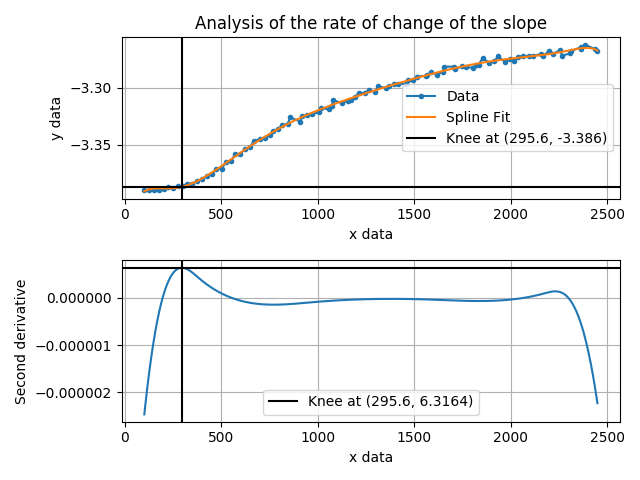 Analysis of the rate of change of the slope
−3.30
−3.35
y data
Data
Spline Fit
Knee at (295.6, -3.386)
0 500 1000 1500 2000 2500
x data
0.000000
−0.000001
−0.000002
Second derivative
Knee at (295.6, 6.3164)
0 500 1000 1500 2000 2500
x data